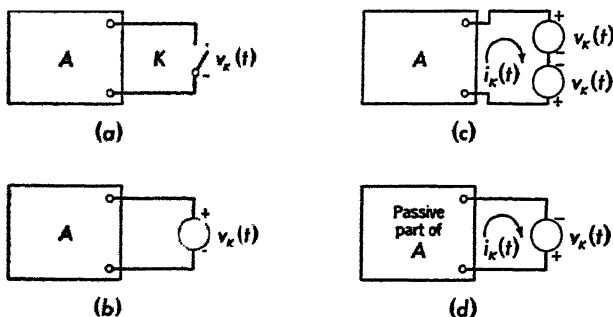 A K + v_K(t) -
(a)
A + v_K(t) -
(b)
A i_K(t) + v_K(t) -
- v_K(t) +
(c)
Passive
part of
A i_K(t) - v_K(t) +
(d)